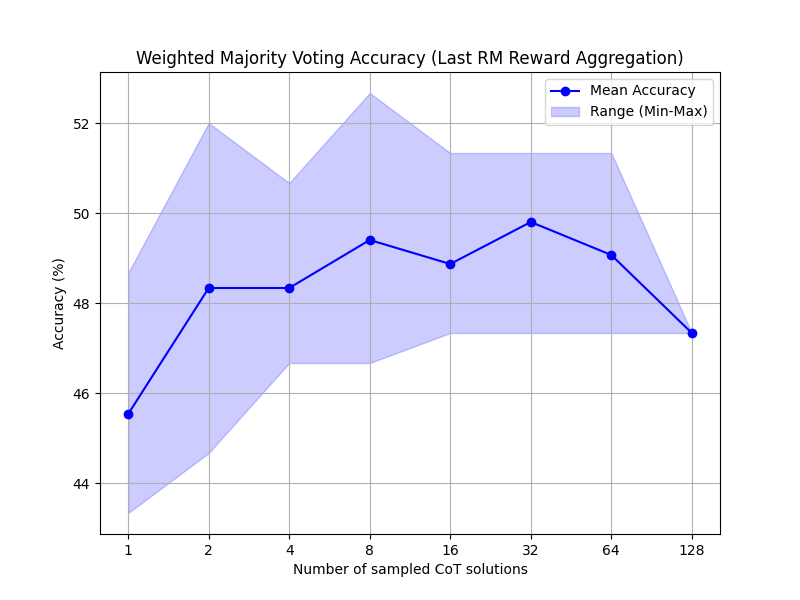 Weighted Majority Voting Accuracy (Last RM Reward Aggregation)
Mean Accuracy
Range (Min-Max)
Accuracy (%)
52
50
48
46
44
1 2 4 8 16 32 64 128
Number of sampled CoT solutions